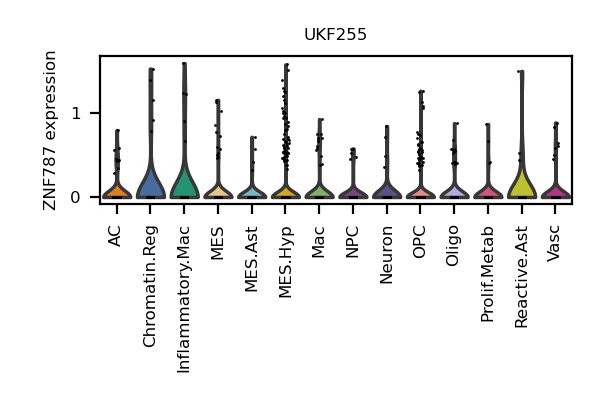 UKF255
ZNF787 expression
1
0
AC
Chromatin.Reg
Inflammatory.Mac
MES
MES.Ast
MES.Hyp
Mac
NPC
Neuron
OPC
Oligo
Prolif.Metab
Reactive.Ast
Vasc